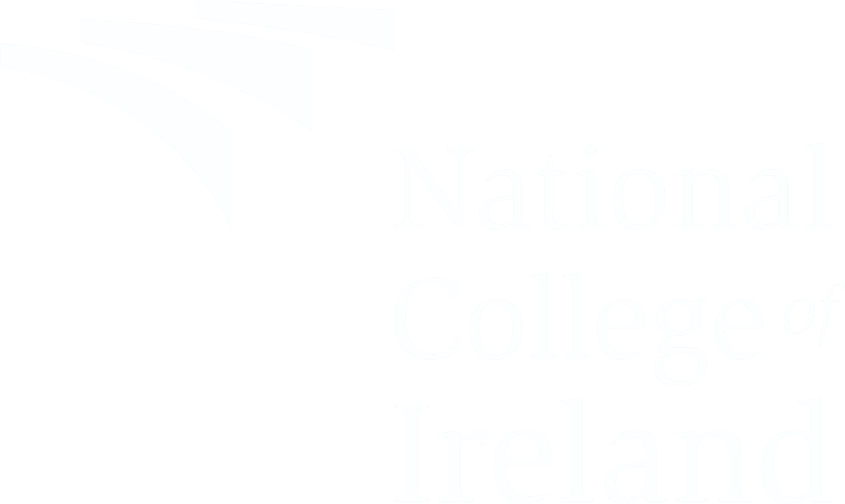 National
College of
Ireland